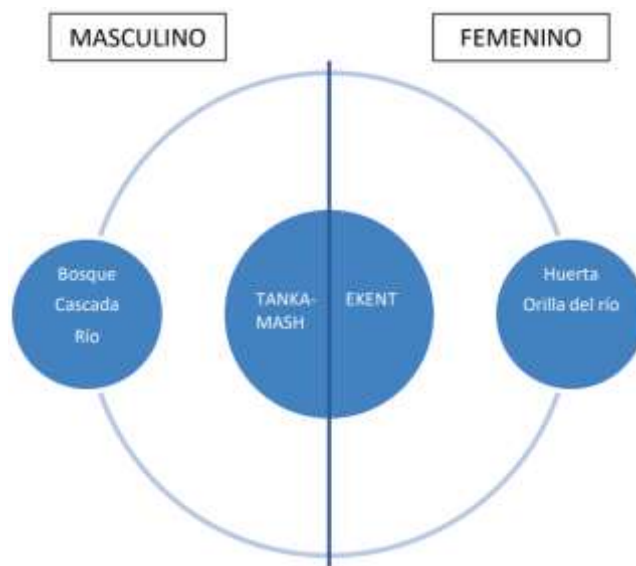 MASCULINO
FEMENINO
Bosque
Cascada
Río
TANKA-
MASH
EKENT
Huerta
Orilla del río